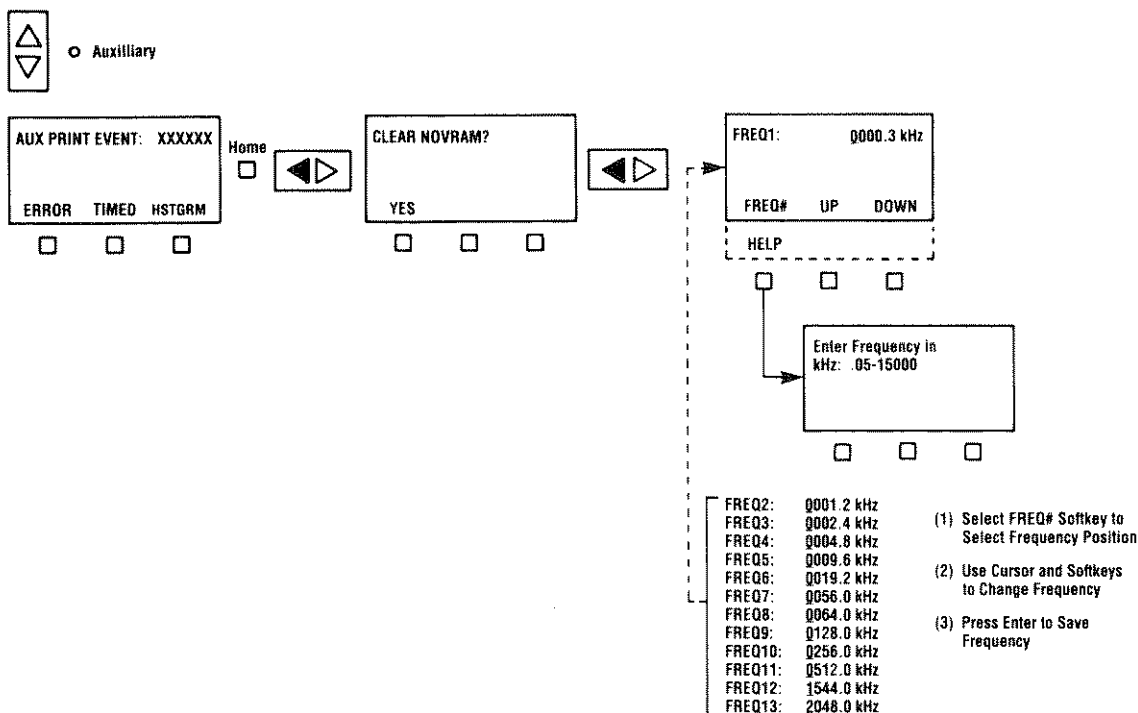 Auxilliary
AUX PRINT EVENT: XXXXXX
ERROR TIMED HSTGRM
Home
CLEAR NOVRAM?
YES
FREQ1: 0000.3 kHz
FREQ# UP DOWN
HELP
Enter Frequency in
kHz: .05-15000
FREQ2: 0001.2 kHz
FREQ3: 0002.4 kHz
FREQ4: 0004.8 kHz
FREQ5: 0009.6 kHz
FREQ6: 0019.2 kHz
FREQ7: 0056.0 kHz
FREQ8: 0064.0 kHz
FREQ9: 0128.0 kHz
FREQ10: 0256.0 kHz
FREQ11: 0512.0 kHz
FREQ12: 1544.0 kHz
FREQ13: 2048.0 kHz
(1) Select FREQ# Softkey to
Select Frequency Position
(2) Use Cursor and Softkeys
to Change Frequency
(3) Press Enter to Save
Frequency